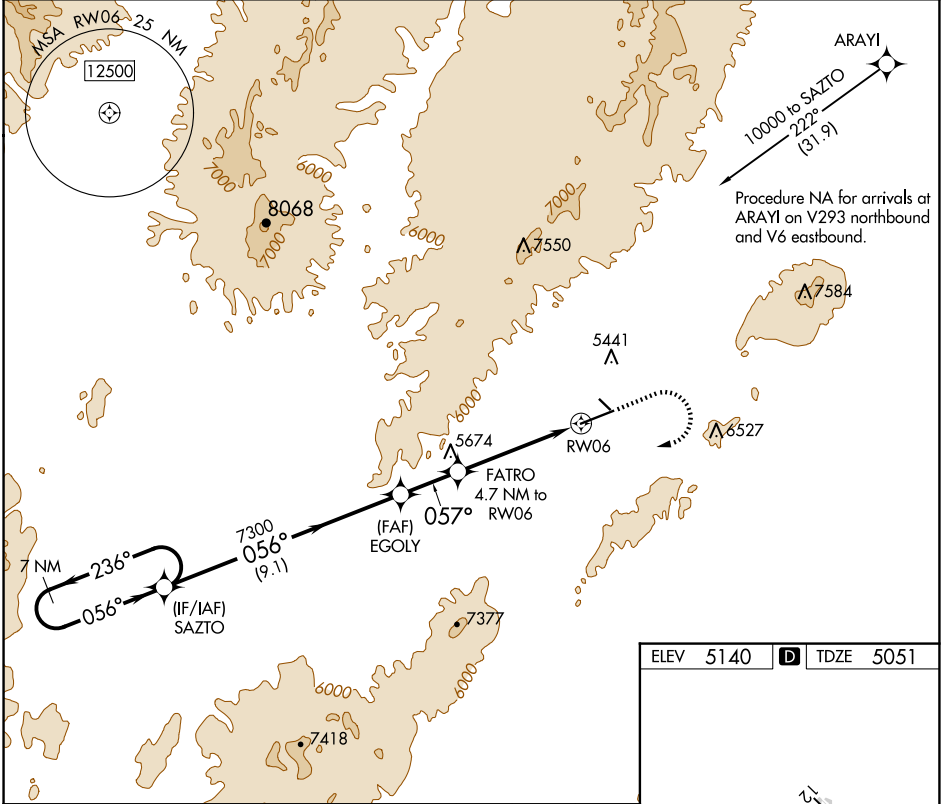 MSA RW06 25 NM
12500
ARAYI
10000 to SAZTO
222°
(31.9)
Procedure NA for arrivals at
ARAYI on V293 northbound
and V6 eastbound.
7000
6000
8068
7000
6000
7000
7550
7584
5441
6000
5674
6527
RW06
FATRO
4.7 NM to
RW06
057°
(FAF)
EGOLY
7300
056°
(9.1)
7 NM
236°
056°
(IF/IAF)
SAZTO
7377
6000
6000
7418
ELEV 5140 D TDZE 5051
12